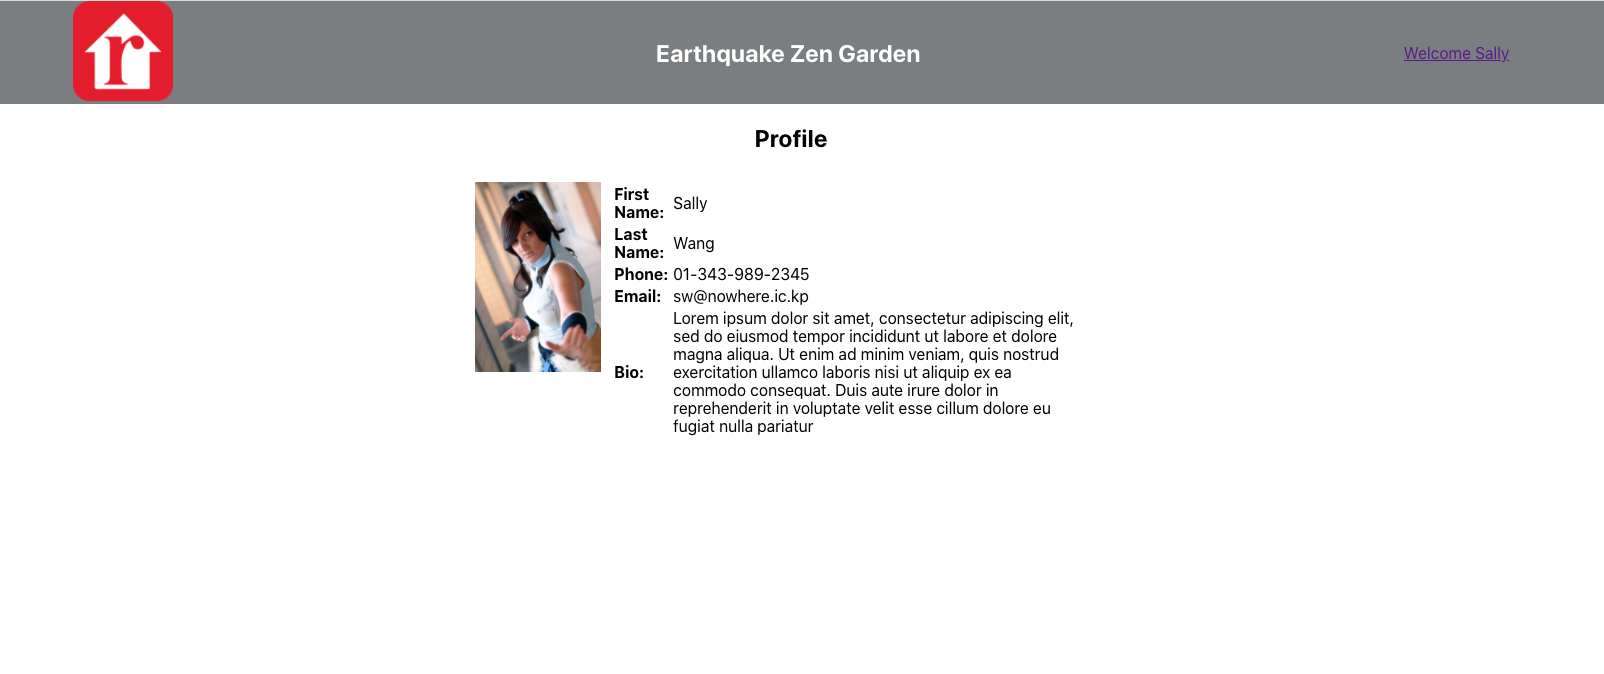 r
Earthquake Zen Garden
Welcome Sally
Profile
First
Name:
Sally
Last
Name:
Wang
Phone: 01-343-989-2345
Email: sw@nowhere.ic.kp
Bio:
Lorem ipsum dolor sit amet, consectetur adipiscing elit,
sed do eiusmod tempor incididunt ut labore et dolore
magna aliqua. Ut enim ad minim veniam, quis nostrud
exercitation ullamco laboris nisi ut aliquip ex ea
commodo consequat. Duis aute irure dolor in
reprehenderit in voluptate velit esse cillum dolore eu
fugiat nulla pariatur